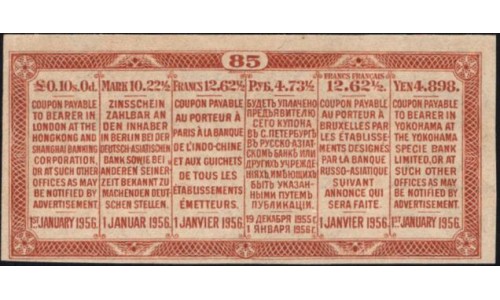 85
£0.10s.0d.
COUPON PAYABLE
TO BEARER IN
LONDON AT THE
HONGKONG AND
SHANGHAI BANKING
CORPORATION,
OR AT SUCH OTHER
OFFICES AS MAY
BE NOTIFIED BY
ADVERTISEMENT.
1ST JANUARY 1956.
MARK 10.22½.
ZINSSCHEIN
ZAHLBAR AN
DEN INHABER
IN BERLIN BEI DER
DEUTSCH-ASIATISCHEN
BANK SOWIE BEI
ANDEREN SEINER
ZEIT BEKANNT
ZU MACHENDEN DEUT-
SCHEN STELLEN.
1 JANUAR 1956.
FRANCS 12.62½.
COUPON PAYABLE
AU PORTEUR À
PARIS À LA BANQUE
DE L'INDO-CHINE
ET AUX GUICHETS
DE TOUS LES
ÉTABLISSEMENTS
ÉMETTEURS.
1 JANVIER 1956.
РУБ. 4.73½.
БУДЕТЪ УПЛАЧЕНО
ПРЕДЪЯВИТЕЛЮ
СЕГО КУПОНА
ВЪ С.ПЕТЕРБУРГѢ
ВЪ РУССКО-АЗІАТ-
СКОМЪ БАНКѢ ИЛИ
ДРУГИХЪ УЧРЕЖДЕ-
НІЯХЪ, ИМѢЮЩИХЪ
БЫТЬ УКАЗАН-
НЫМИ ПУТЕМЪ
ПУБЛИКАЦІИ.
19 ДЕКАБРЯ 1955 Г.
1 ЯНВАРЯ 1956 Г.
FRANCS FRANÇAIS
12.62½.
COUPON PAYABLE
AU PORTEUR À
BRUXELLES PAR
LES ÉTABLISSE-
MENTS DÉSIGNÉS
PAR LA BANQUE
RUSSO-ASIATIQUE
SUIVANT
ANNONCE QUI
SERA FAITE.
1 JANVIER 1956.
YEN 4.898.
COUPON PAYABLE
TO BEARER IN
YOKOHAMA AT
THE YOKOHAMA
SPECIE BANK
LIMITED, OR AT
SUCH OTHER
OFFICES AS MAY
BE NOTIFIED BY
ADVERTISEMENT.
1ST JANUARY 1956.